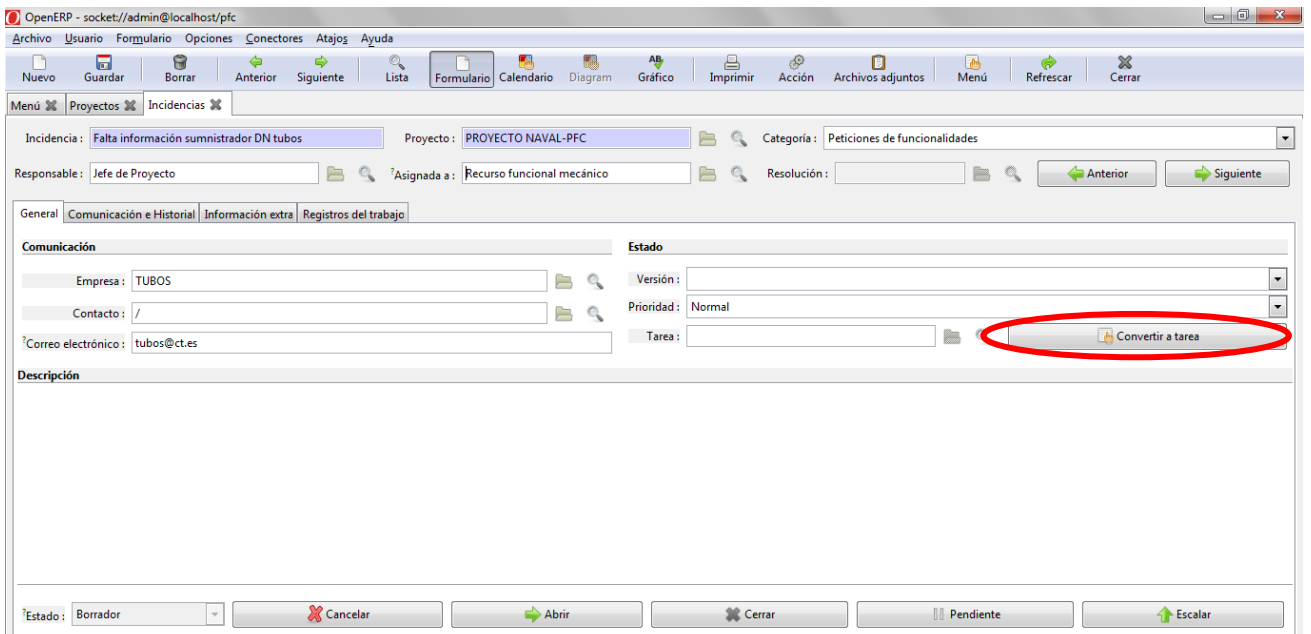 OpenERP - socket://admin@localhost/pfc
Archivo Usuario Formulario Opciones Conectores Atajos Ayuda
Nuevo Guardar Borrar Anterior Siguiente Lista Formulario Calendario Diagram Gráfico Imprimir Acción Archivos adjuntos Menú Refrescar Cerrar
Menú Proyectos Incidencias
Incidencia : Falta información sumnistrador DN tubos Proyecto : PROYECTO NAVAL-PFC Categoría : Peticiones de funcionalidades
Responsable : Jefe de Proyecto ?Asignada a : Recurso funcional mecánico Resolución : Anterior Siguiente
General Comunicación e Historial Información extra Registros del trabajo
Comunicación Estado
Empresa : TUBOS Versión :
Contacto : / Prioridad : Normal
?Correo electrónico : tubos@ct.es Tarea : Convertir a tarea
Descripción
?Estado : Borrador Cancelar Abrir Cerrar Pendiente Escalar